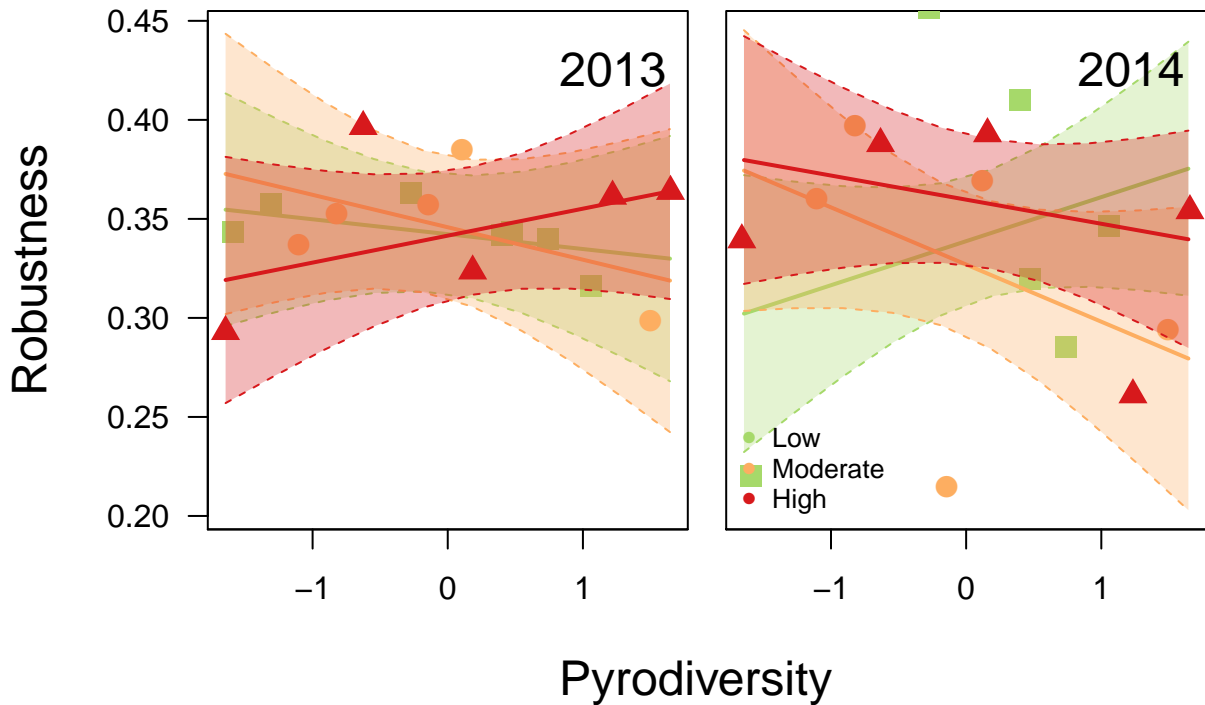 Robustness
0.45
0.40
0.35
0.30
0.25
0.20
2013
−1 0 1
2014
Low
Moderate
High
−1 0 1
Pyrodiversity